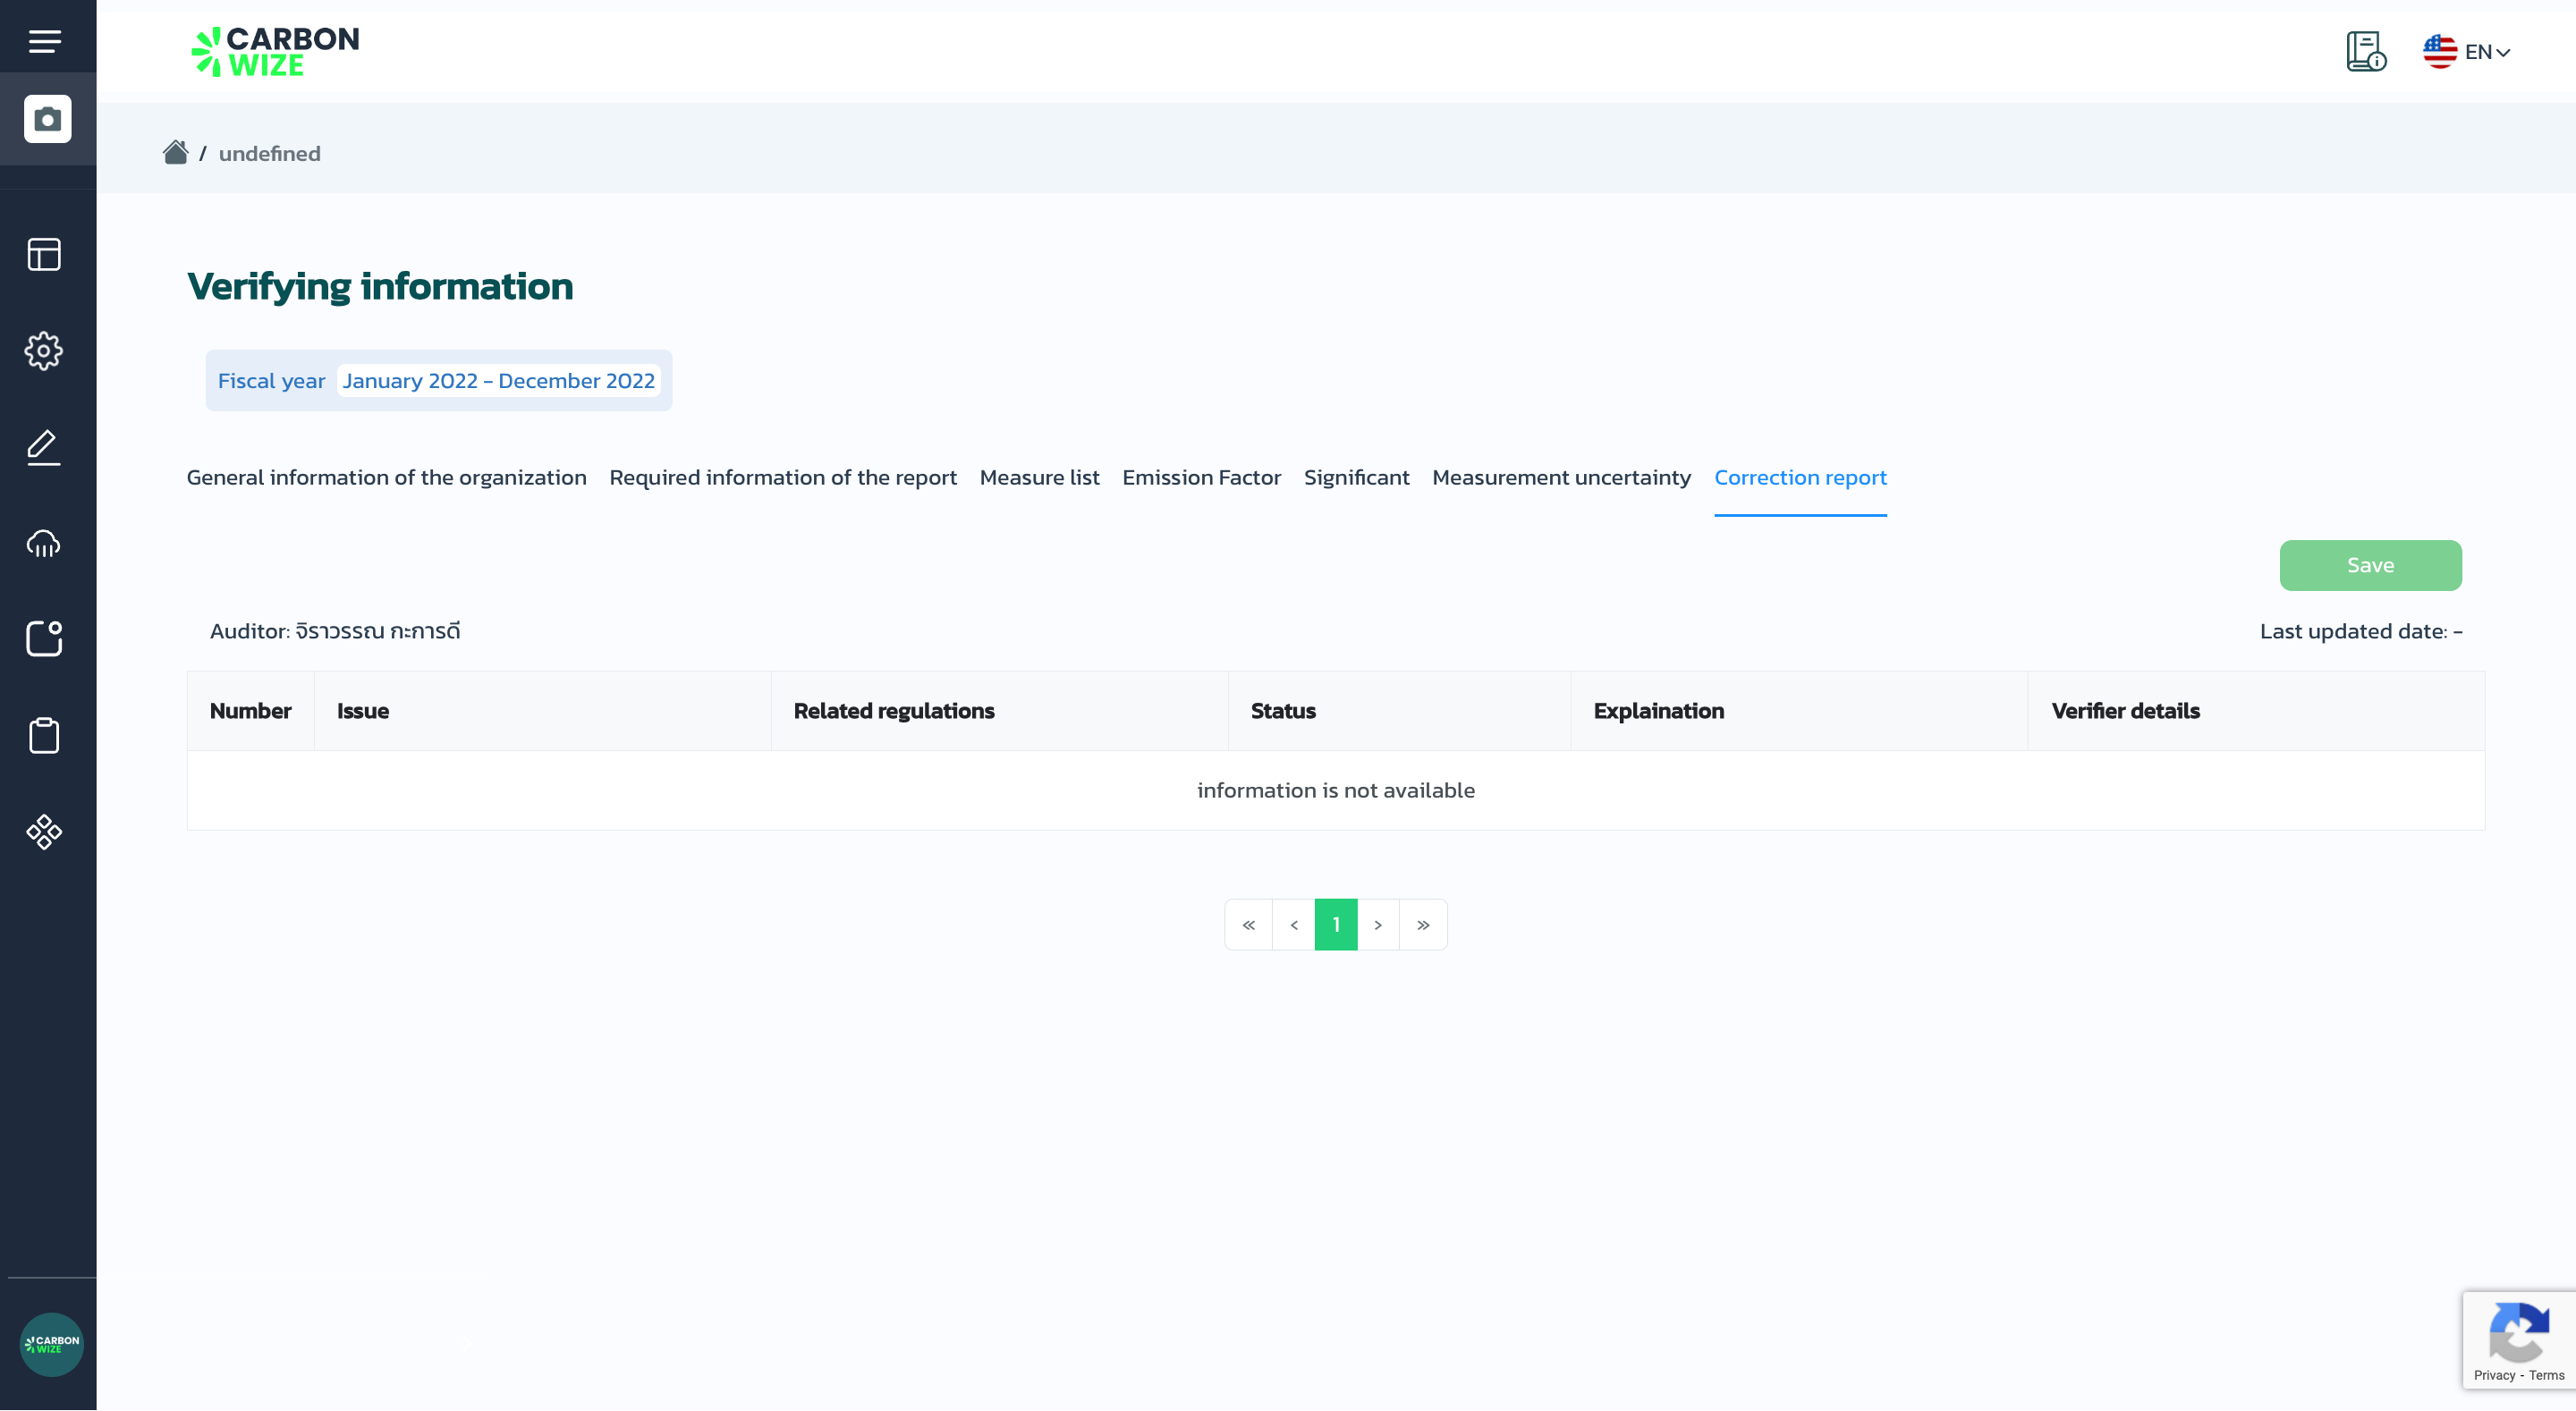 CARBON
WIZE
EN
/ undefined
Verifying information
Fiscal year January 2022 - December 2022
General information of the organization Required information of the report Measure list Emission Factor Significant Measurement uncertainty Correction report
Save
Auditor: จิราวรรณ กะการดี Last updated date: -
Number Issue Related regulations Status Explaination Verifier details
information is not available
« ‹ 1 › »
CARBON
WIZE
Privacy - Terms